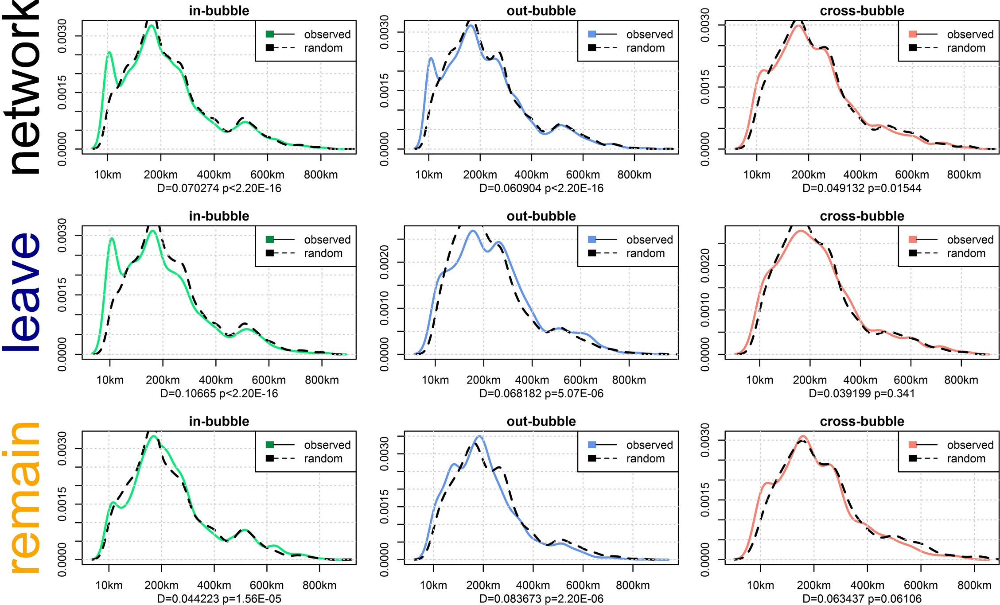 network
in-bubble
0.0000 0.0015 0.0030
observed
random
10km 200km 400km 600km 800km
D=0.070274 p<2.20E-16
out-bubble
0.0000 0.0015 0.0030
observed
random
10km 200km 400km 600km 800km
D=0.060904 p<2.20E-16
cross-bubble
0.0000 0.0015 0.0030
observed
random
10km 200km 400km 600km 800km
D=0.049132 p=0.01544
leave
in-bubble
0.0000 0.0015 0.0030
observed
random
10km 200km 400km 600km 800km
D=0.10665 p<2.20E-16
out-bubble
0.0000 0.0010 0.0020
observed
random
10km 200km 400km 600km 800km
D=0.068182 p=5.07E-06
cross-bubble
0.0000 0.0010 0.0020
observed
random
10km 200km 400km 600km 800km
D=0.039199 p=0.341
remain
in-bubble
0.0000 0.0015 0.0030
observed
random
10km 200km 400km 600km 800km
D=0.044223 p=1.56E-05
out-bubble
0.0000 0.0015 0.0030
observed
random
10km 200km 400km 600km 800km
D=0.083673 p=2.20E-06
cross-bubble
0.0000 0.0015 0.0030
observed
random
10km 200km 400km 600km 800km
D=0.063437 p=0.06106